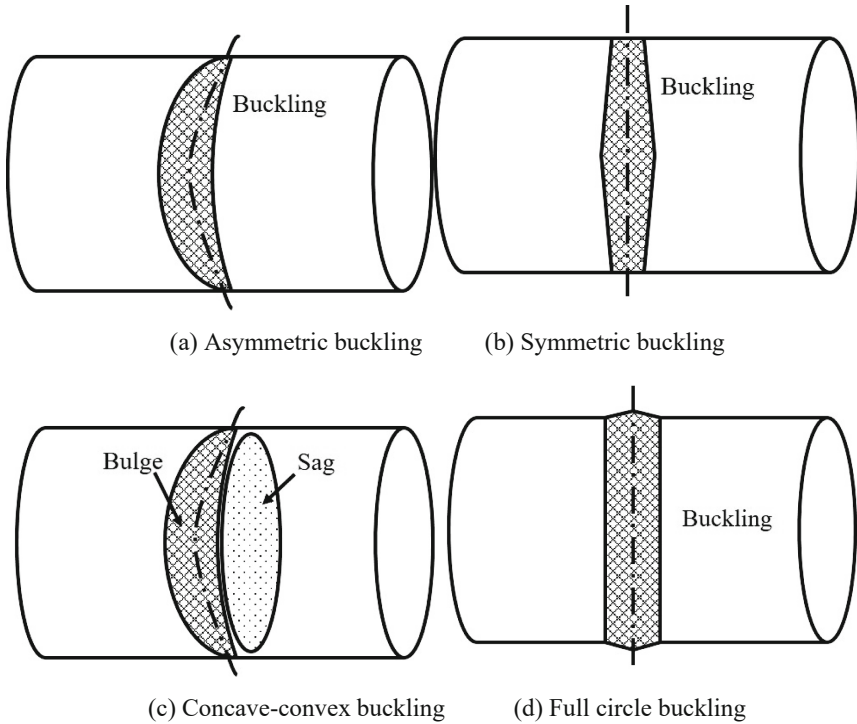 Buckling
Buckling
(a) Asymmetric buckling
(b) Symmetric buckling
Bulge
Sag
Buckling
(c) Concave-convex buckling
(d) Full circle buckling